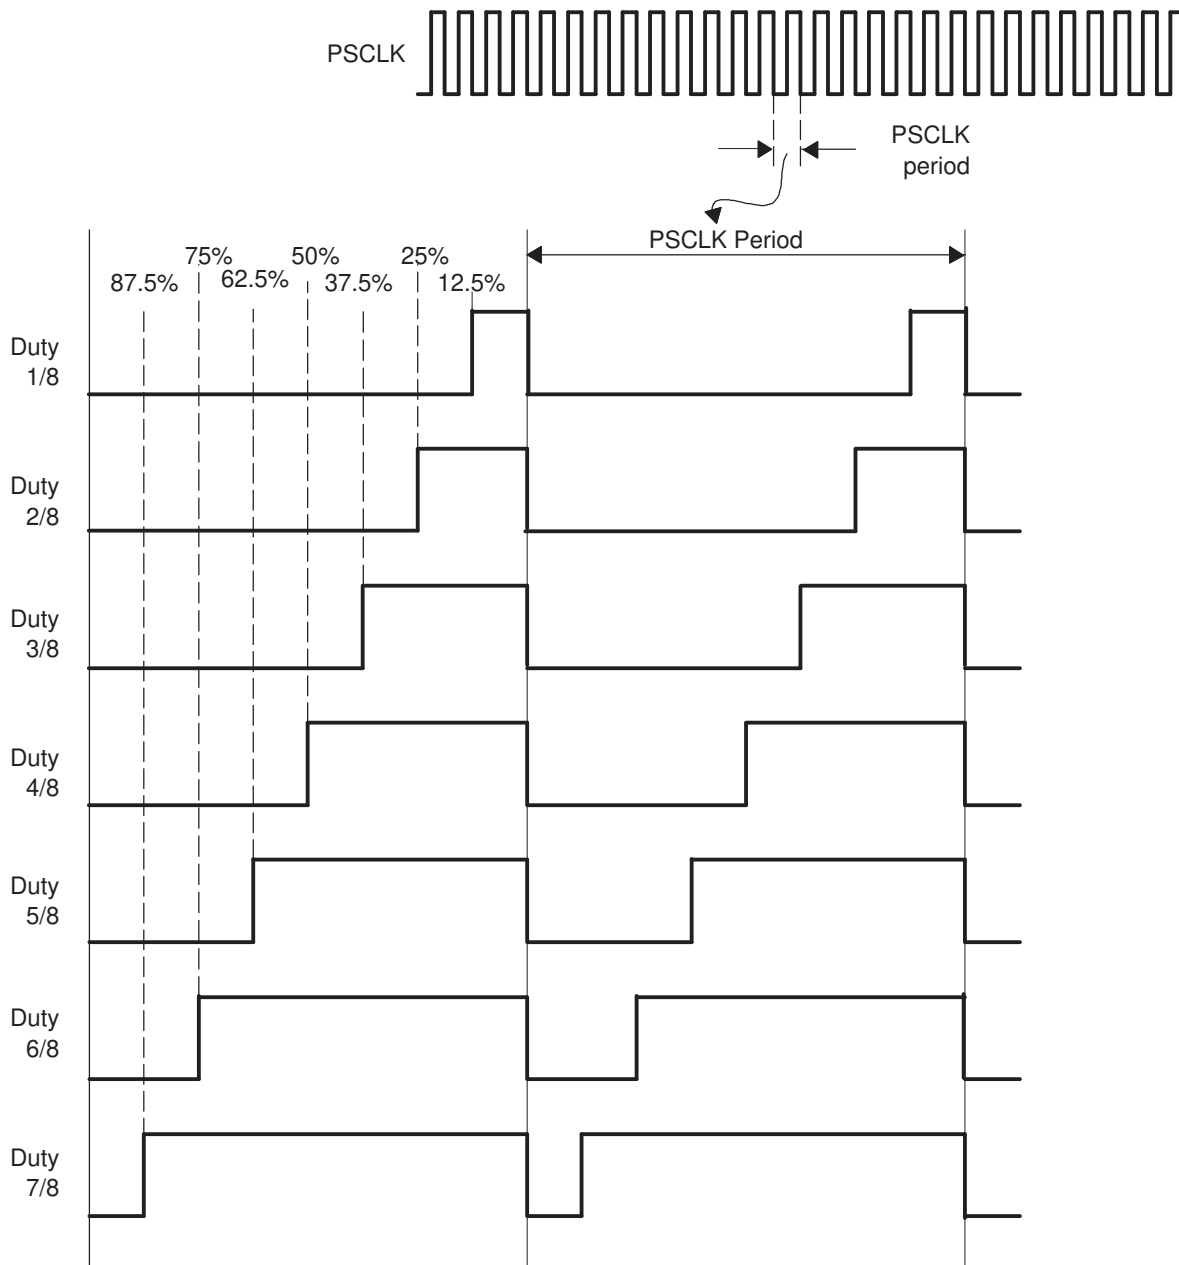 PSCLK
PSCLK
period
PSCLK Period
75%
50%
25%
87.5%
62.5%
37.5%
12.5%
Duty
1/8
Duty
2/8
Duty
3/8
Duty
4/8
Duty
5/8
Duty
6/8
Duty
7/8